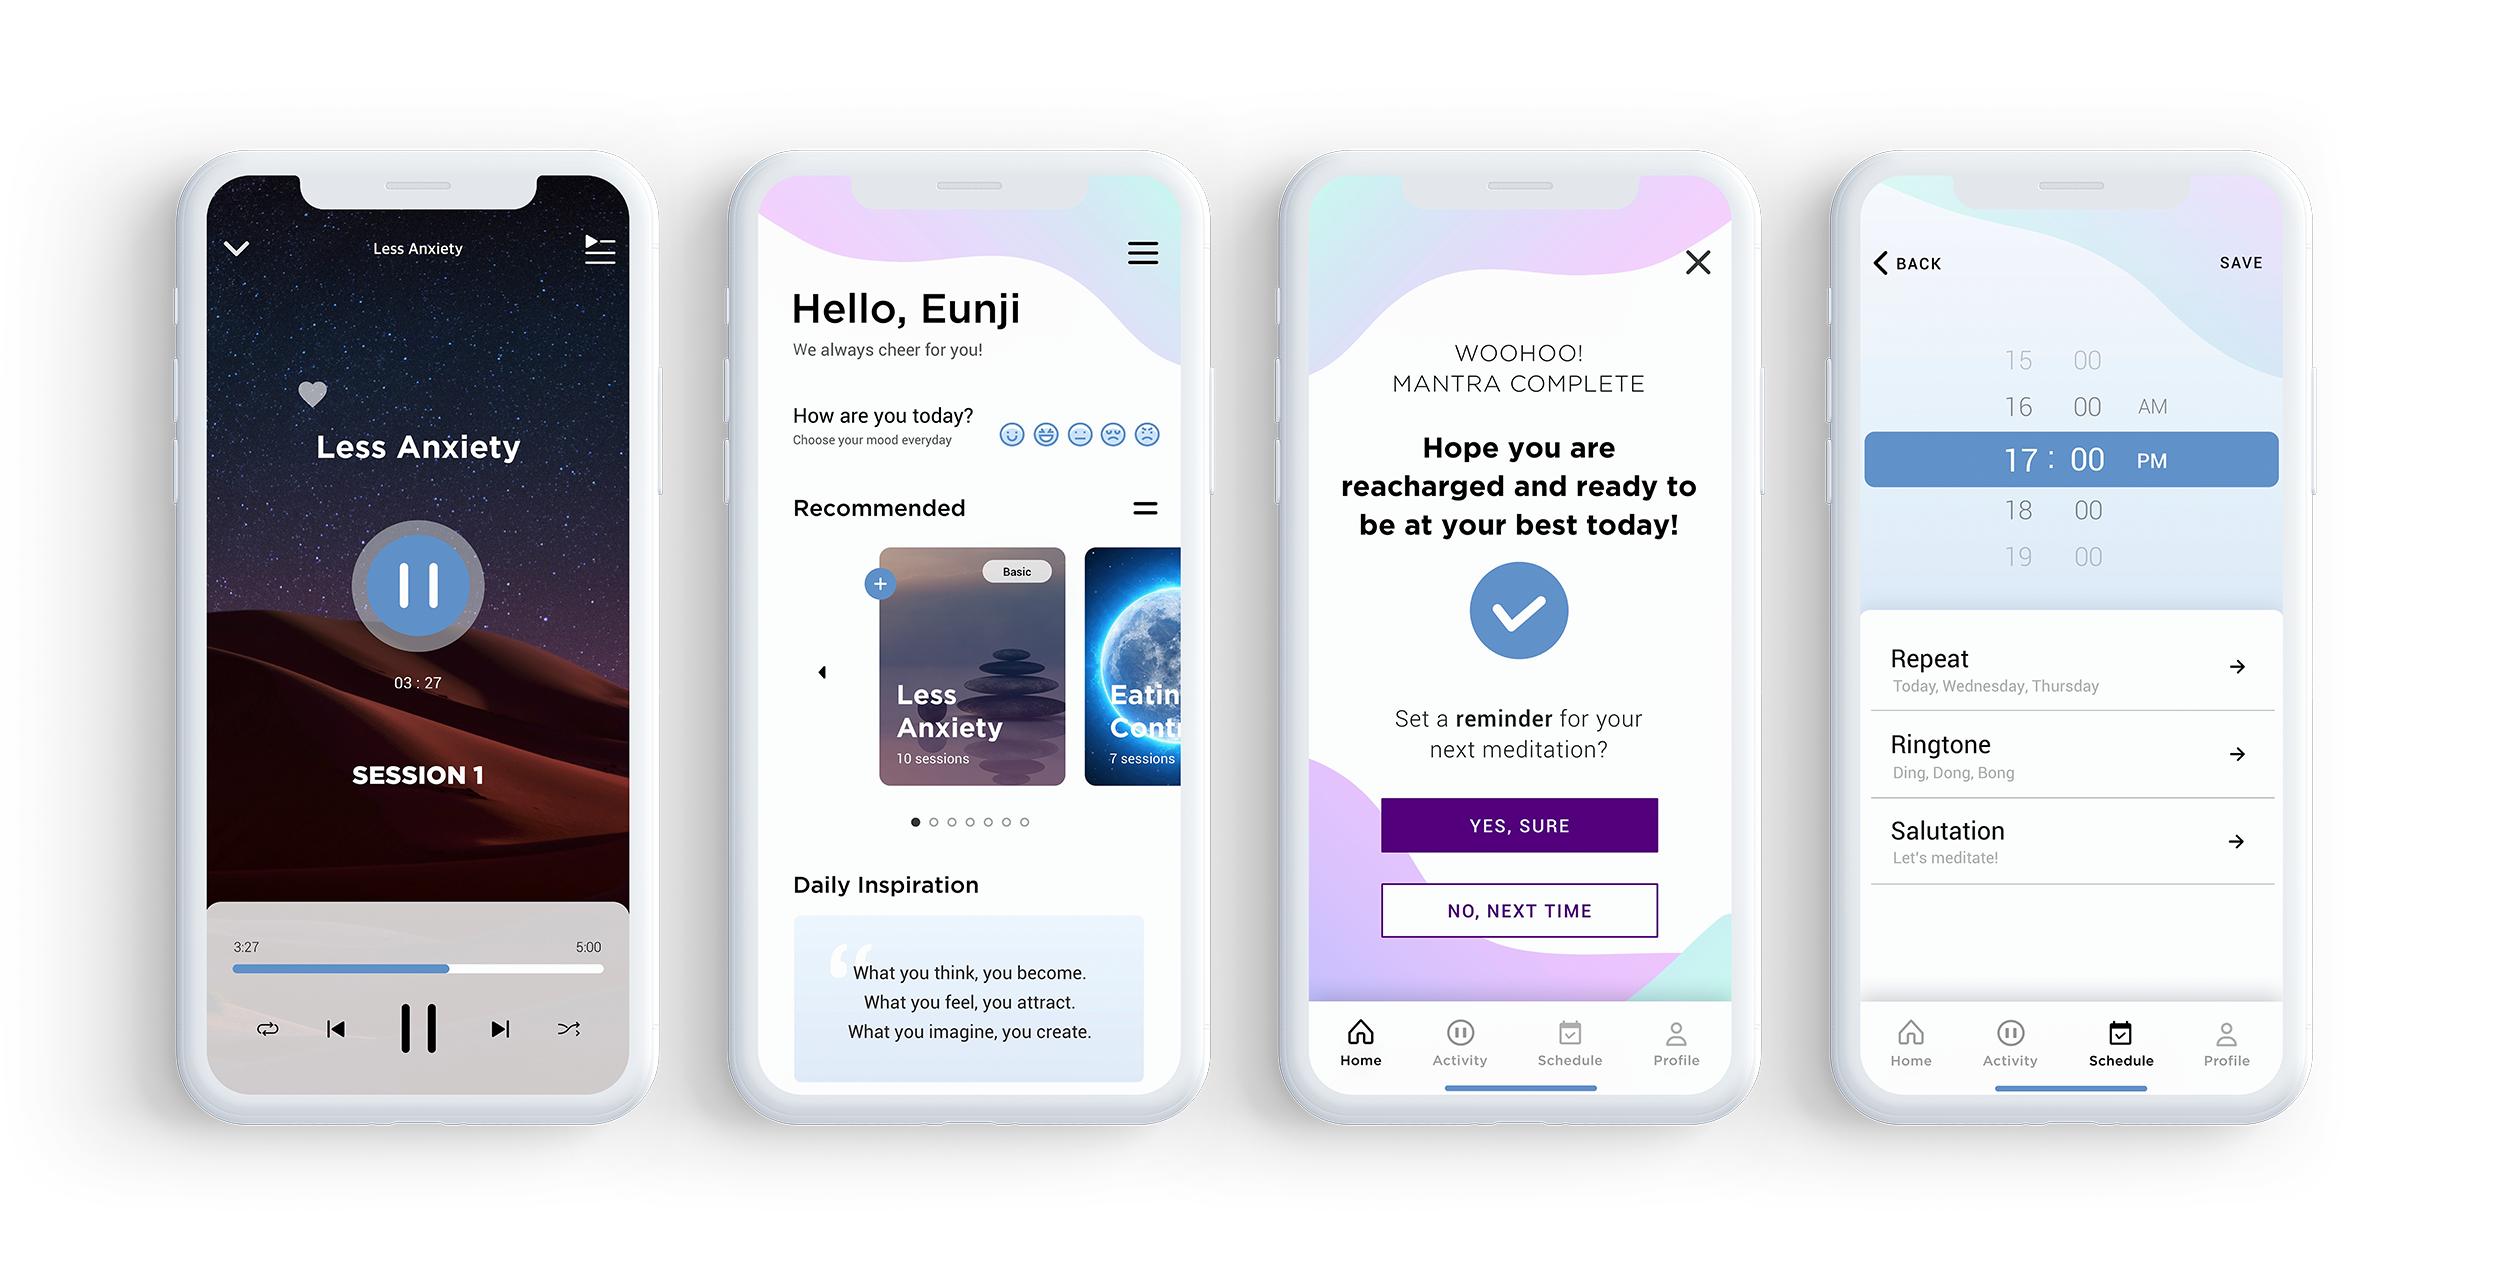 Less Anxiety
Less Anxiety
03 : 27
SESSION 1
3:27 5:00
Hello, Eunji
We always cheer for you!
How are you today?
Choose your mood everyday
Recommended
Basic
Less
Anxiety
10 sessions
Eatin
Cont
7 sessions
Daily Inspiration
“
What you think, you become.
What you feel, you attract.
What you imagine, you create.
WOOHOO!
MANTRA COMPLETE
Hope you are
reacharged and ready to
be at your best today!
Set a reminder for your
next meditation?
YES, SURE
NO, NEXT TIME
Home Activity Schedule Profile
BACK SAVE
15 00
16 00 AM
17 : 00 PM
18 00
19 00
Repeat
Today, Wednesday, Thursday
Ringtone
Ding, Dong, Bong
Salutation
Let's meditate!
Home Activity Schedule Profile